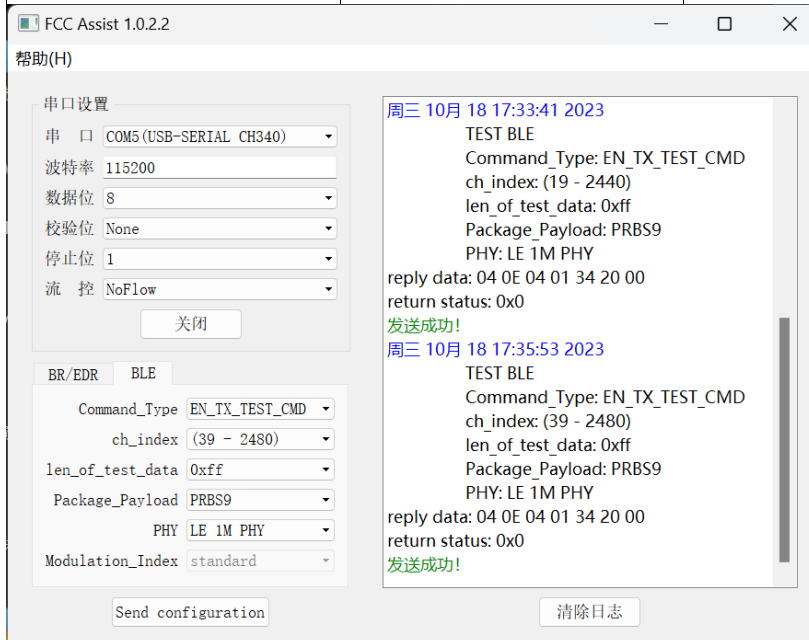 FCC Assist 1.0.2.2
帮助(H)
串口设置
串 口 COM5(USB-SERIAL CH340)
波特率 115200
数据位 8
校验位 None
停止位 1
流 控 NoFlow
关闭
BR/EDR BLE
Command_Type EN_TX_TEST_CMD
ch_index (39 - 2480)
len_of_test_data 0xff
Package_Payload PRBS9
PHY LE 1M PHY
Modulation_Index standard
Send configuration
周三 10月 18 17:33:41 2023
TEST BLE
Command_Type: EN_TX_TEST_CMD
ch_index: (19 - 2440)
len_of_test_data: 0xff
Package_Payload: PRBS9
PHY: LE 1M PHY
reply data: 04 0E 04 01 34 20 00
return status: 0x0
发送成功!
周三 10月 18 17:35:53 2023
TEST BLE
Command_Type: EN_TX_TEST_CMD
ch_index: (39 - 2480)
len_of_test_data: 0xff
Package_Payload: PRBS9
PHY: LE 1M PHY
reply data: 04 0E 04 01 34 20 00
return status: 0x0
发送成功!
清除日志